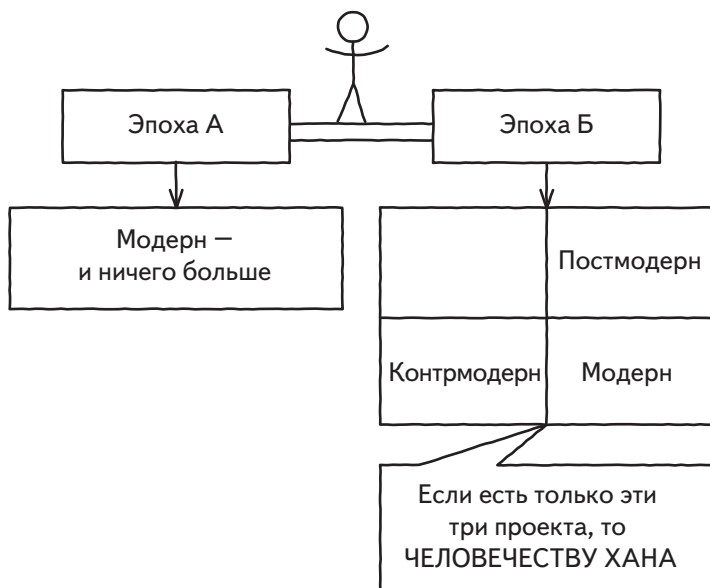 Эпоха А
Эпоха Б
Модерн —
и ничего больше
Постмодерн
Контрмодерн
Модерн
Если есть только эти
три проекта, то
ЧЕЛОВЕЧЕСТВУ ХАНА